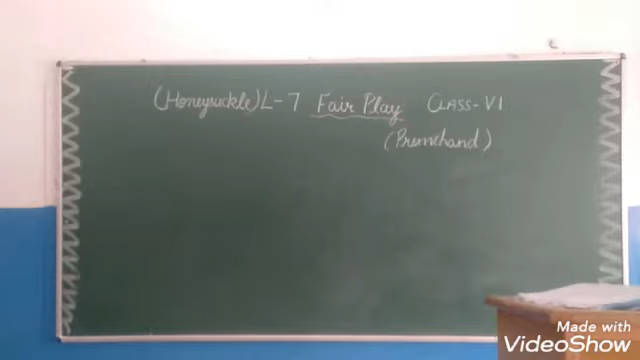 (Honeysuckle) L-7 Fair Play CLASS-VI
(Premchand)
Made with
VideoShow